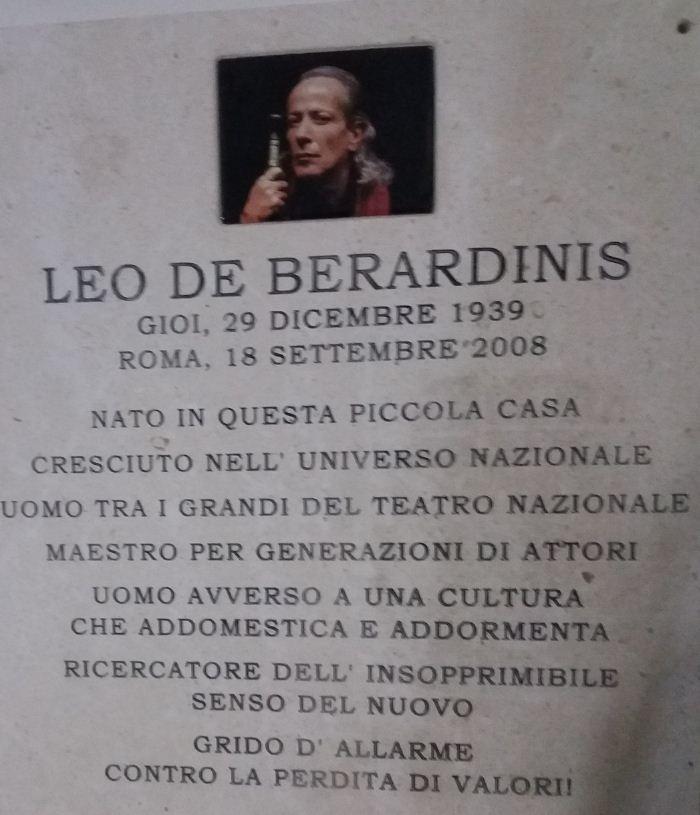 LEO DE BERARDINIS
GIOI, 29 DICEMBRE 1939
ROMA, 18 SETTEMBRE 2008
NATO IN QUESTA PICCOLA CASA
CRESCIUTO NELL' UNIVERSO NAZIONALE
UOMO TRA I GRANDI DEL TEATRO NAZIONALE
MAESTRO PER GENERAZIONI DI ATTORI
UOMO AVVERSO A UNA CULTURA
CHE ADDOMESTICA E ADDORMENTA
RICERCATORE DELL' INSOPPRIMIBILE
SENSO DEL NUOVO
GRIDO D' ALLARME
CONTRO LA PERDITA DI VALORI!